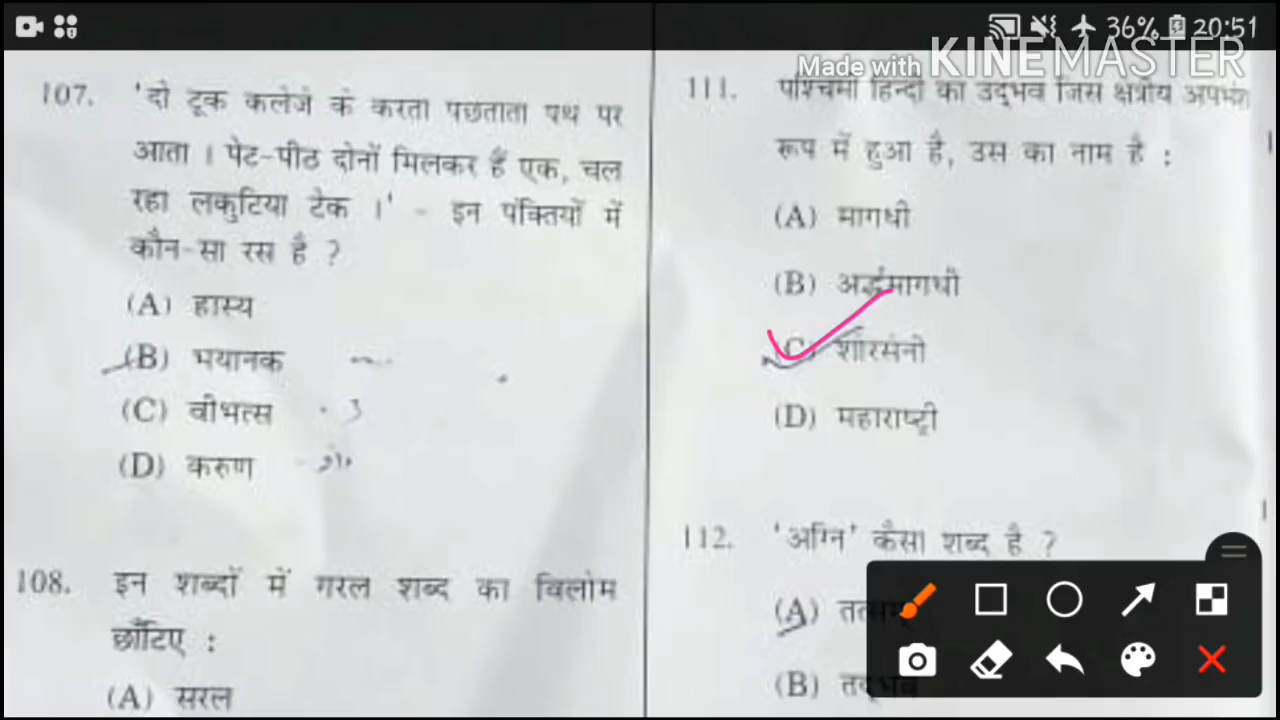 36% 20:51
Made with KINEMASTER
107. 'दो टूक कलेजे के करता पछताता पथ पर
आता । पेट-पीठ दोनों मिलकर हैं एक, चल
रहा लकुटिया टेक ।' - इन पंक्तियों में
कौन-सा रस है ?
(A) हास्य
(B) भयानक
(C) वीभत्स
(D) करुण
108. इन शब्दों में गरल शब्द का विलोम
छाँटिए :
(A) सरल
111. पश्चिमी हिन्दी का उद्भव जिस क्षत्रीय अपभ्रंश
रूप में हुआ है, उस का नाम है :
(A) मागधी
(B) अर्द्धमागधी
(C) शौरसेनी
(D) महाराष्ट्री
112. 'अग्नि' कैसा शब्द है ?
(A) तत्सम्
(B) तद्भव